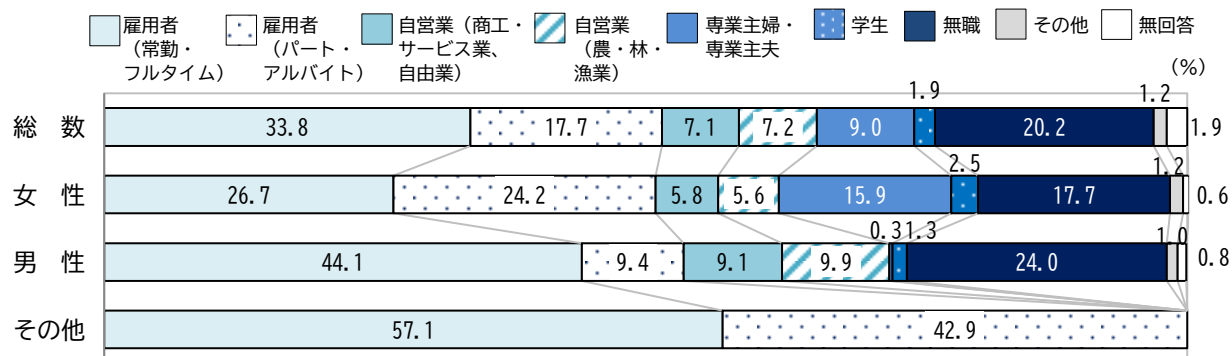 雇用者
（常勤・
フルタイム）
雇用者
（パート・
アルバイト）
自営業（商工・
サービス業、
自由業）
自営業
（農・林・
漁業）
専業主婦・
専業主夫
学生
無職
その他
無回答
(%)
総 数 33.8 17.7 7.1 7.2 9.0 1.9 20.2 1.2 1.9
女 性 26.7 24.2 5.8 5.6 15.9 2.5 17.7 1.2 0.6
男 性 44.1 9.4 9.1 9.9 0.3 1.3 24.0 1.0 0.8
その他 57.1 42.9